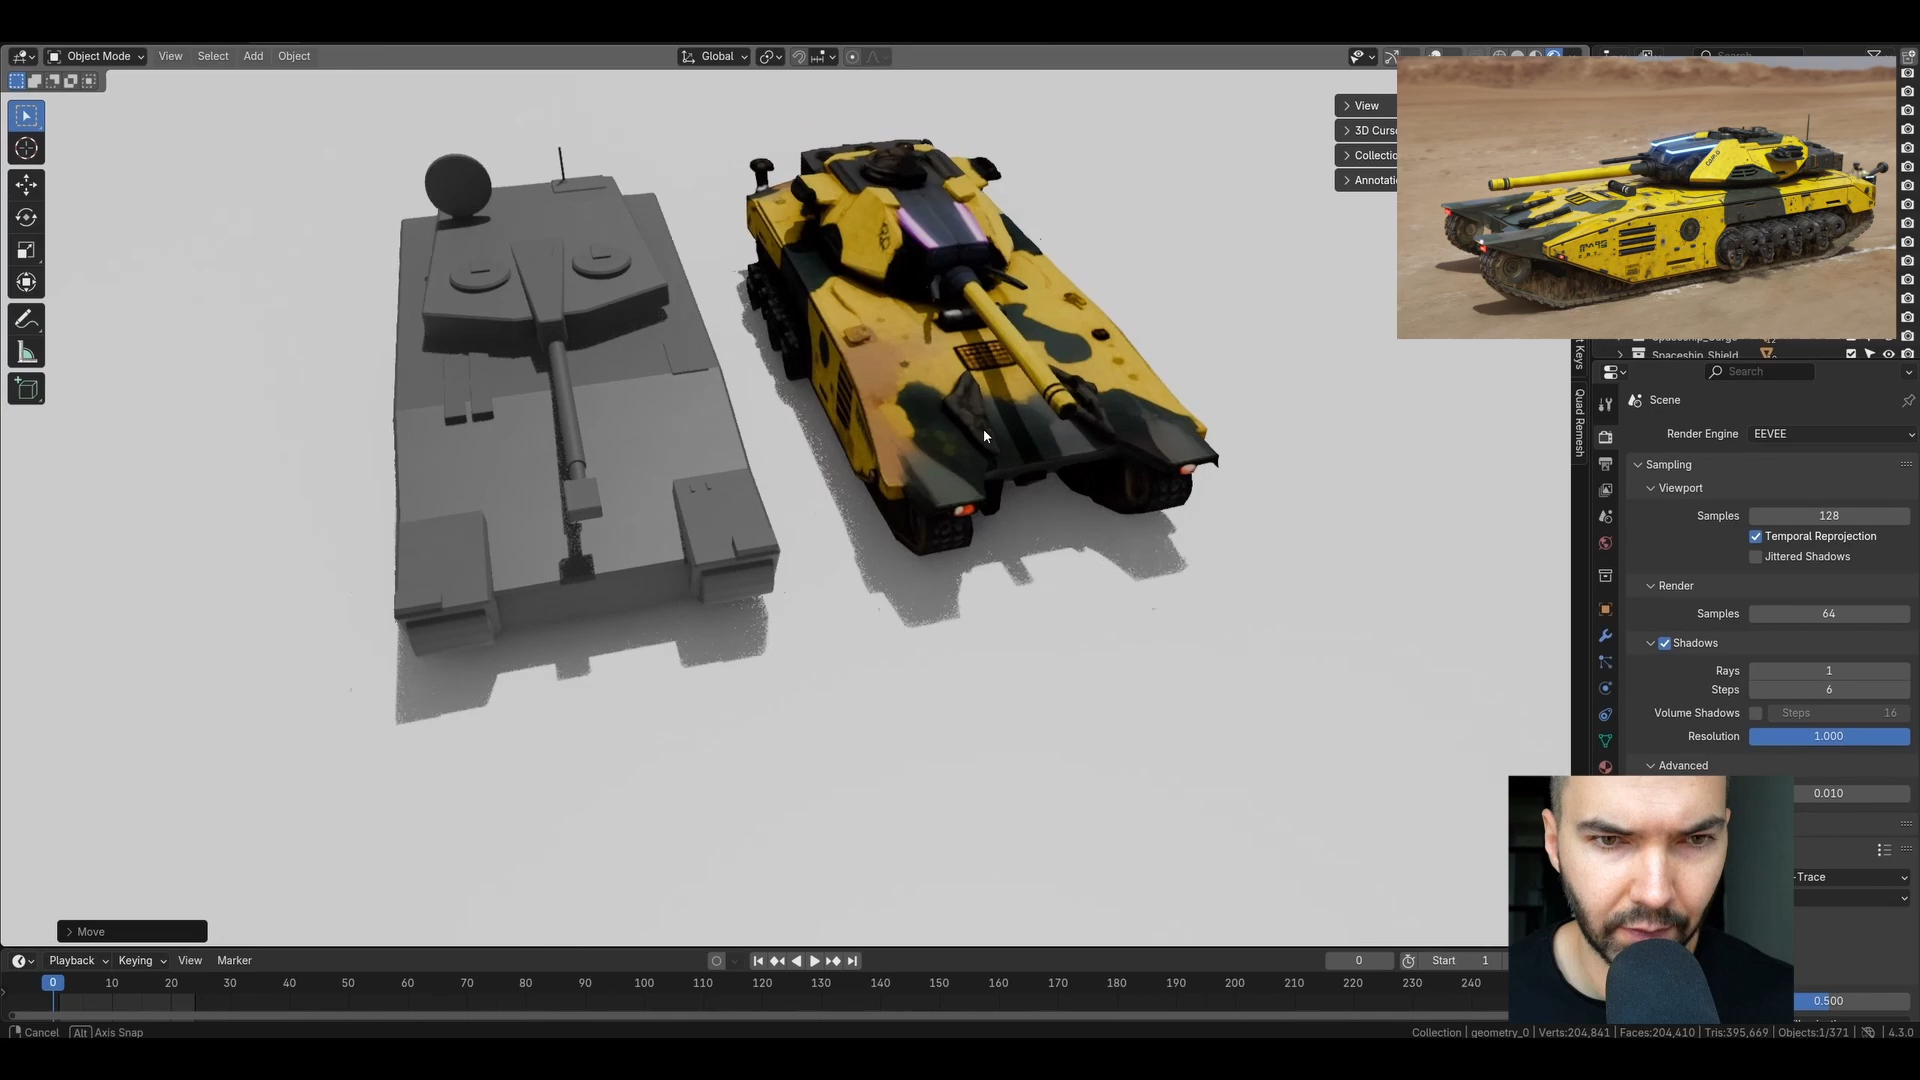 Object Mode
View
Select
Add
Object
Global
Search
View
3D Curso
Collectio
Annotati
Spaceship_Shield
t Keys
Quad Remesh
Search
Scene
Render Engine
EEVEE
Sampling
Viewport
Samples
128
Temporal Reprojection
Jittered Shadows
Render
Samples
64
Shadows
Rays
1
Steps
6
Volume Shadows
Steps
16
Resolution
1.000
Advanced
0.010
-Trace
0.500
Move
Playback
Keying
View
Marker
0
Start
1
0
10
20
30
40
50
60
70
80
90
100
110
120
130
140
150
160
170
180
190
200
210
220
230
240
Cancel
Alt
Axis Snap
Collection | geometry_0 | Verts:204,841 | Faces:204,410 | Tris:395,669 | Objects:1/371
4.3.0